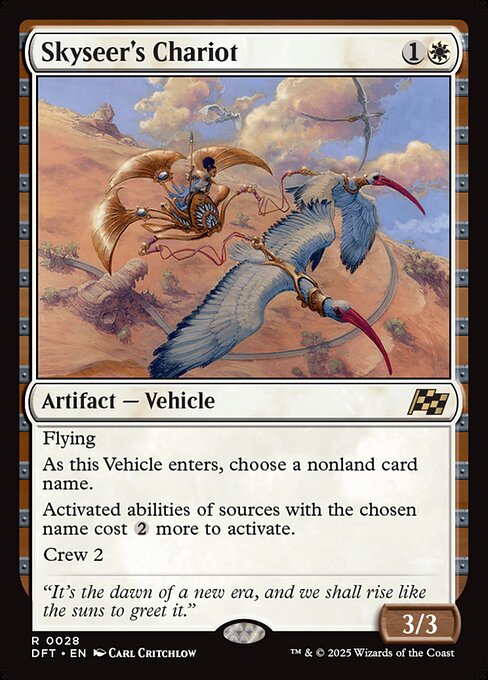 Skyseer's Chariot 1
Artifact — Vehicle
Flying
As this Vehicle enters, choose a nonland card
name.
Activated abilities of sources with the chosen
name cost 2 more to activate.
Crew 2
“It's the dawn of a new era, and we shall rise like
the suns to greet it.”
3/3
R 0028
DFT • EN Carl Critchlow
™ & © 2025 Wizards of the Coast